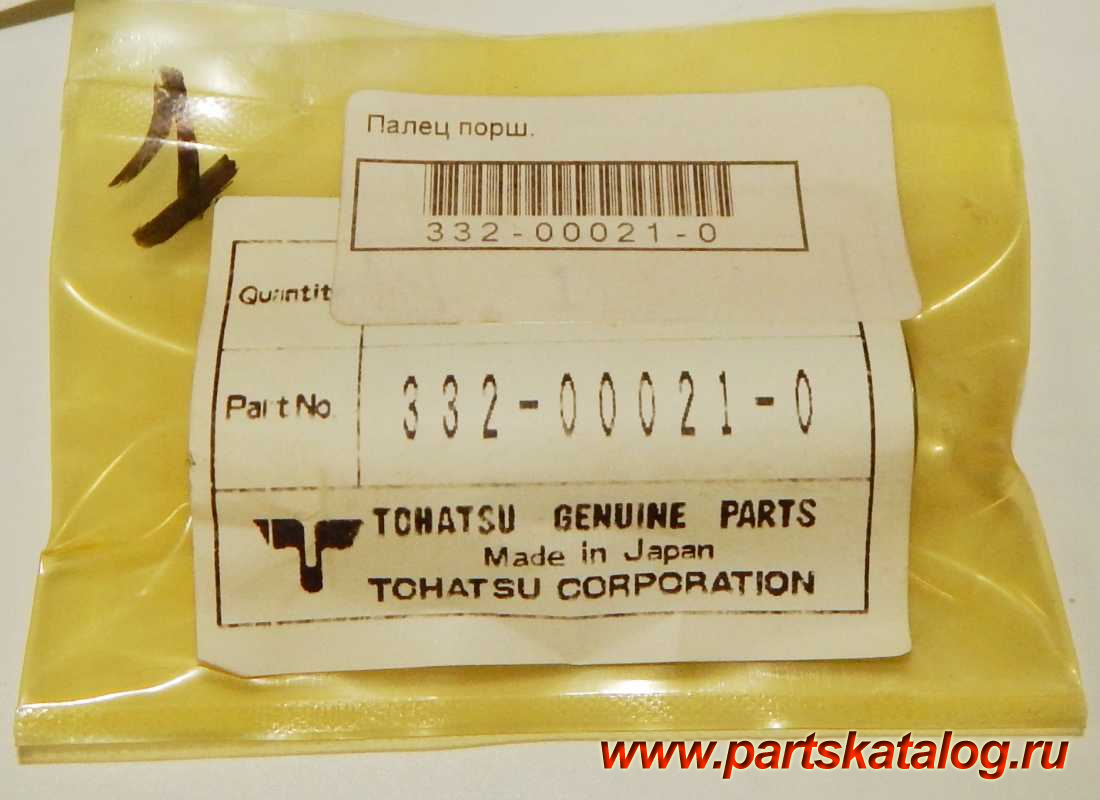 1
Палец порш.
332-00021-0
Quantit
Part No.
332-00021-0
TOHATSU GENUINE PARTS
Made in Japan
TOHATSU CORPORATION
www.partskatalog.ru